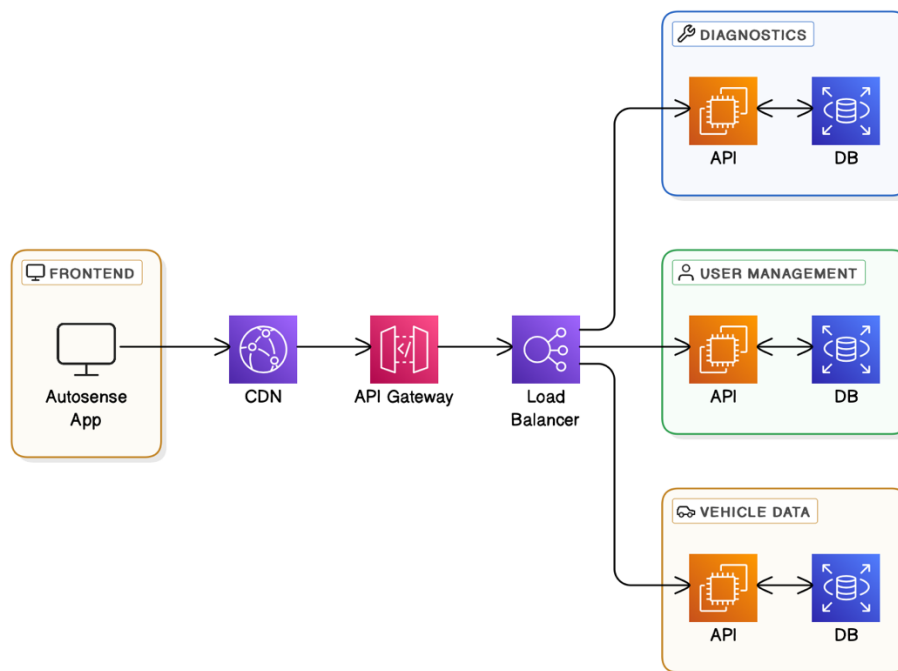 DIAGNOSTICS
API
DB
FRONTEND
Autosense
App
CDN
API Gateway
Load
Balancer
USER MANAGEMENT
API
DB
VEHICLE DATA
API
DB